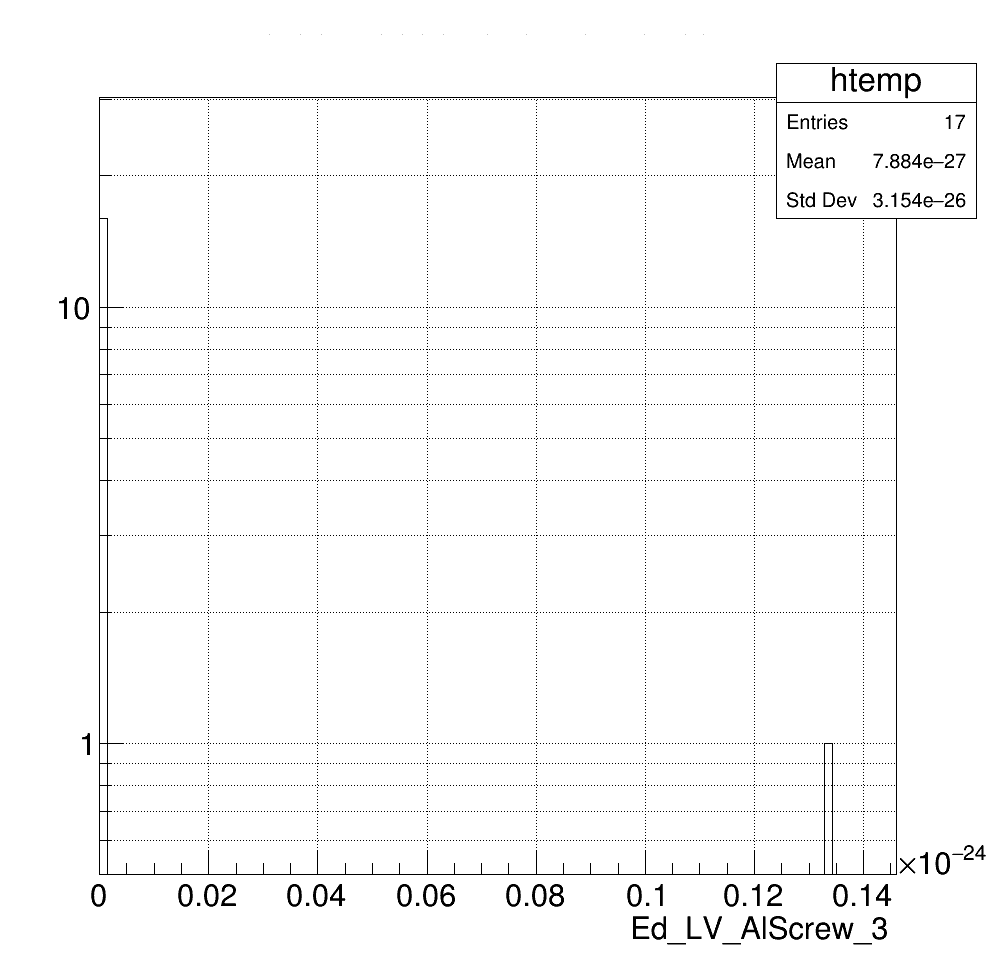 htemp
Entries 17
Mean 7.884e−27
Std Dev 3.154e−26
10
1
0 0.02 0.04 0.06 0.08 0.1 0.12 0.14
×10−24
Ed_LV_AlScrew_3